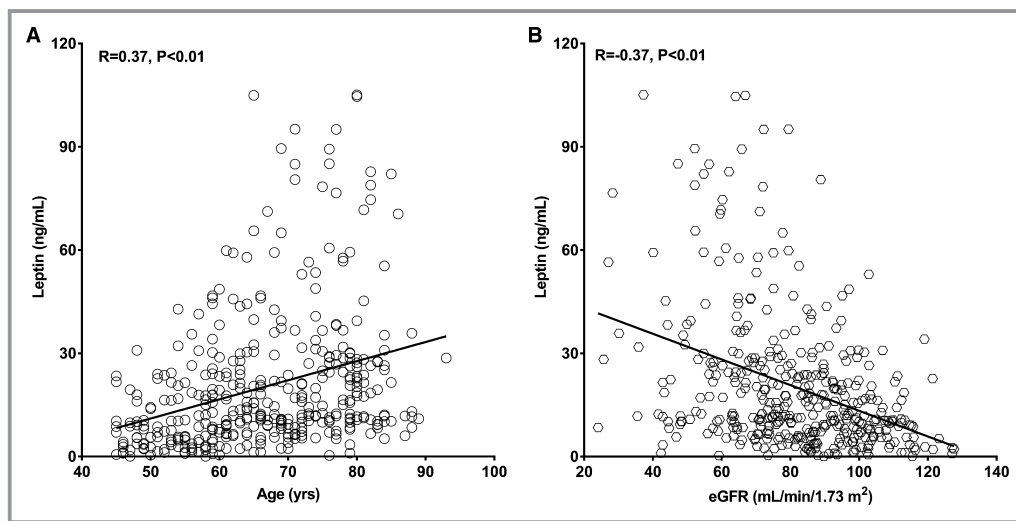 A
R=0.37, P<0.01
120
90
60
30
0
Leptin (ng/mL)
40 50 60 70 80 90 100
Age (yrs)
B
R=-0.37, P<0.01
120
90
60
30
0
Leptin (ng/mL)
20 40 60 80 100 120 140
eGFR (mL/min/1.73 m²)